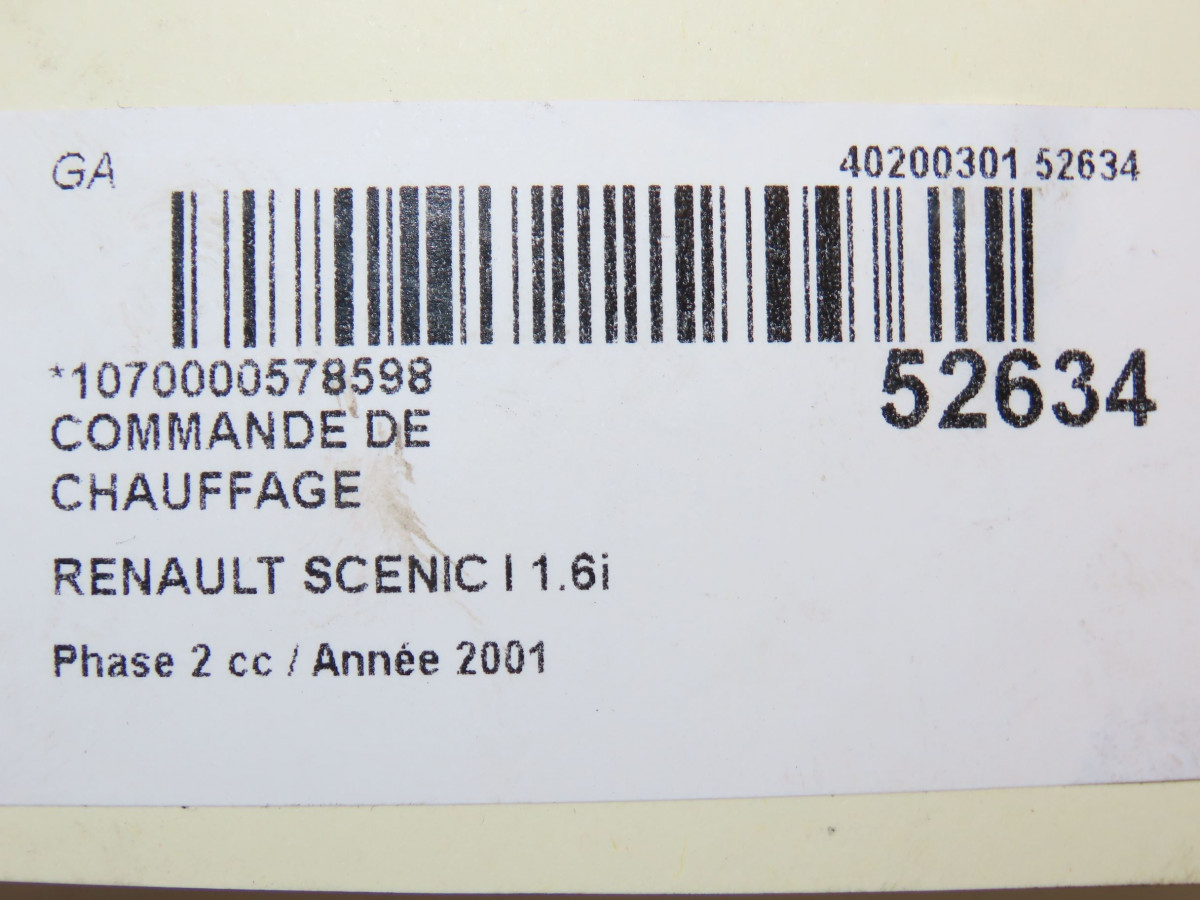 GA
40200301 52634
*1070000578598
52634
COMMANDE DE
CHAUFFAGE
RENAULT SCENIC I 1.6i
Phase 2 cc / Année 2001